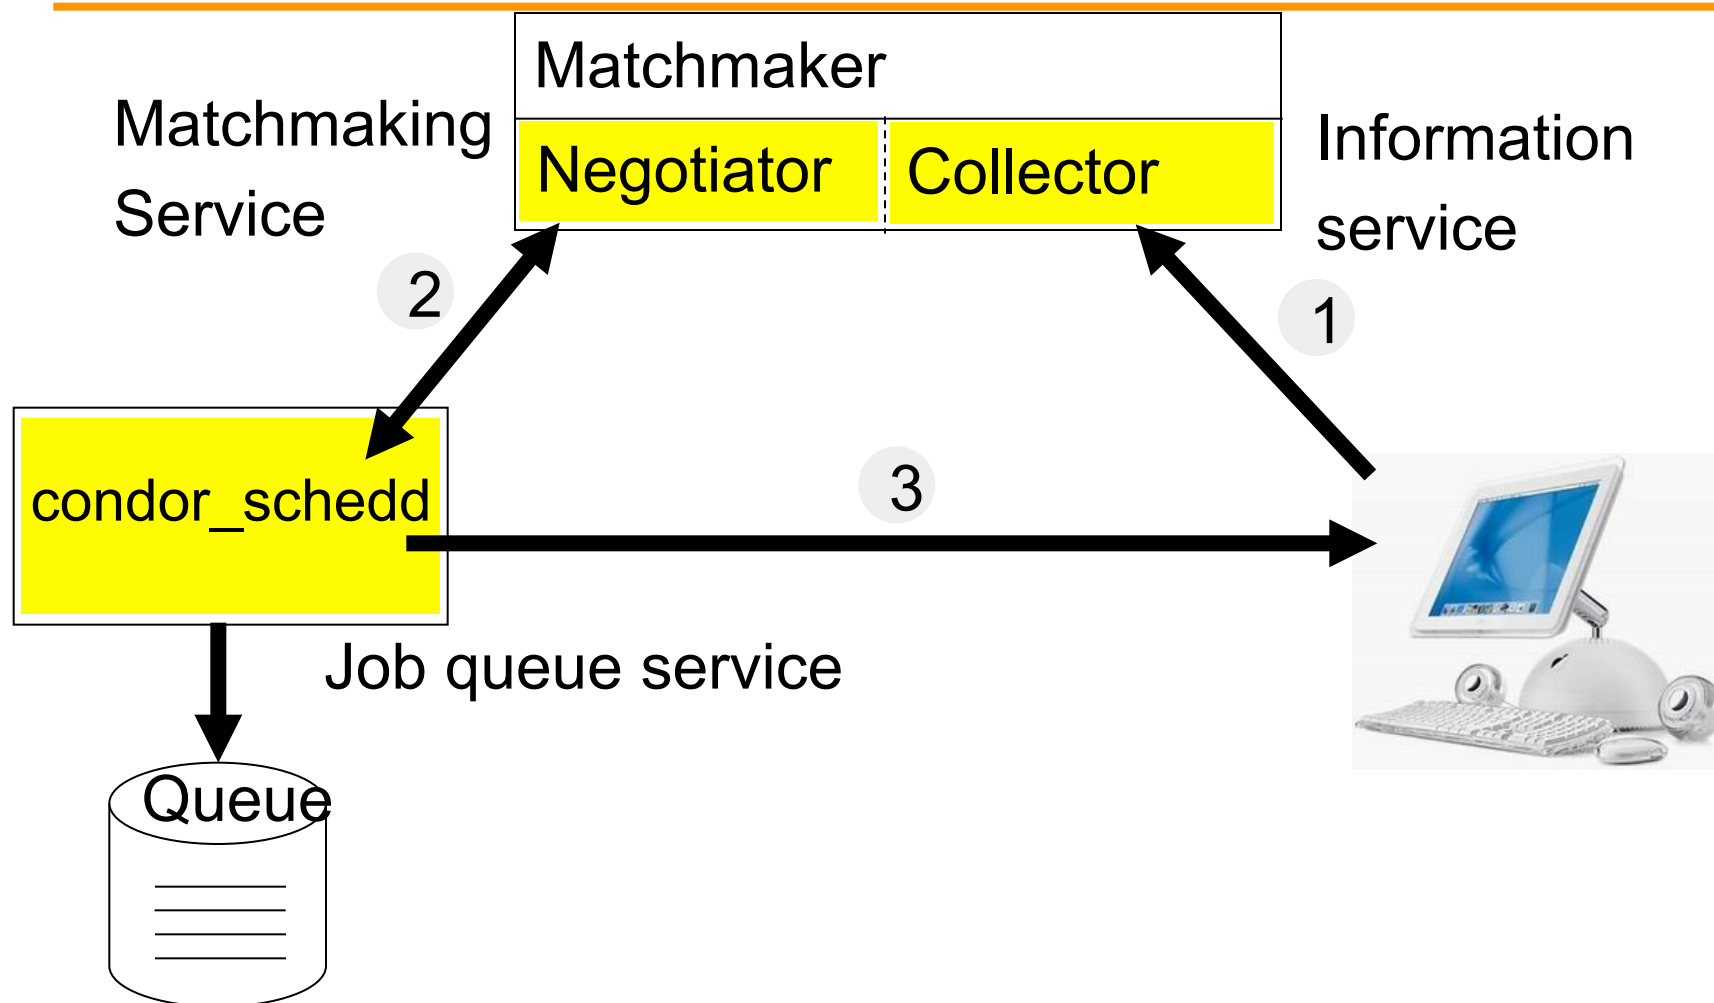 Matchmaker
Matchmaking
Service
Negotiator
Collector
Information
service
2
1
condor_schedd
3
Job queue service
Queue